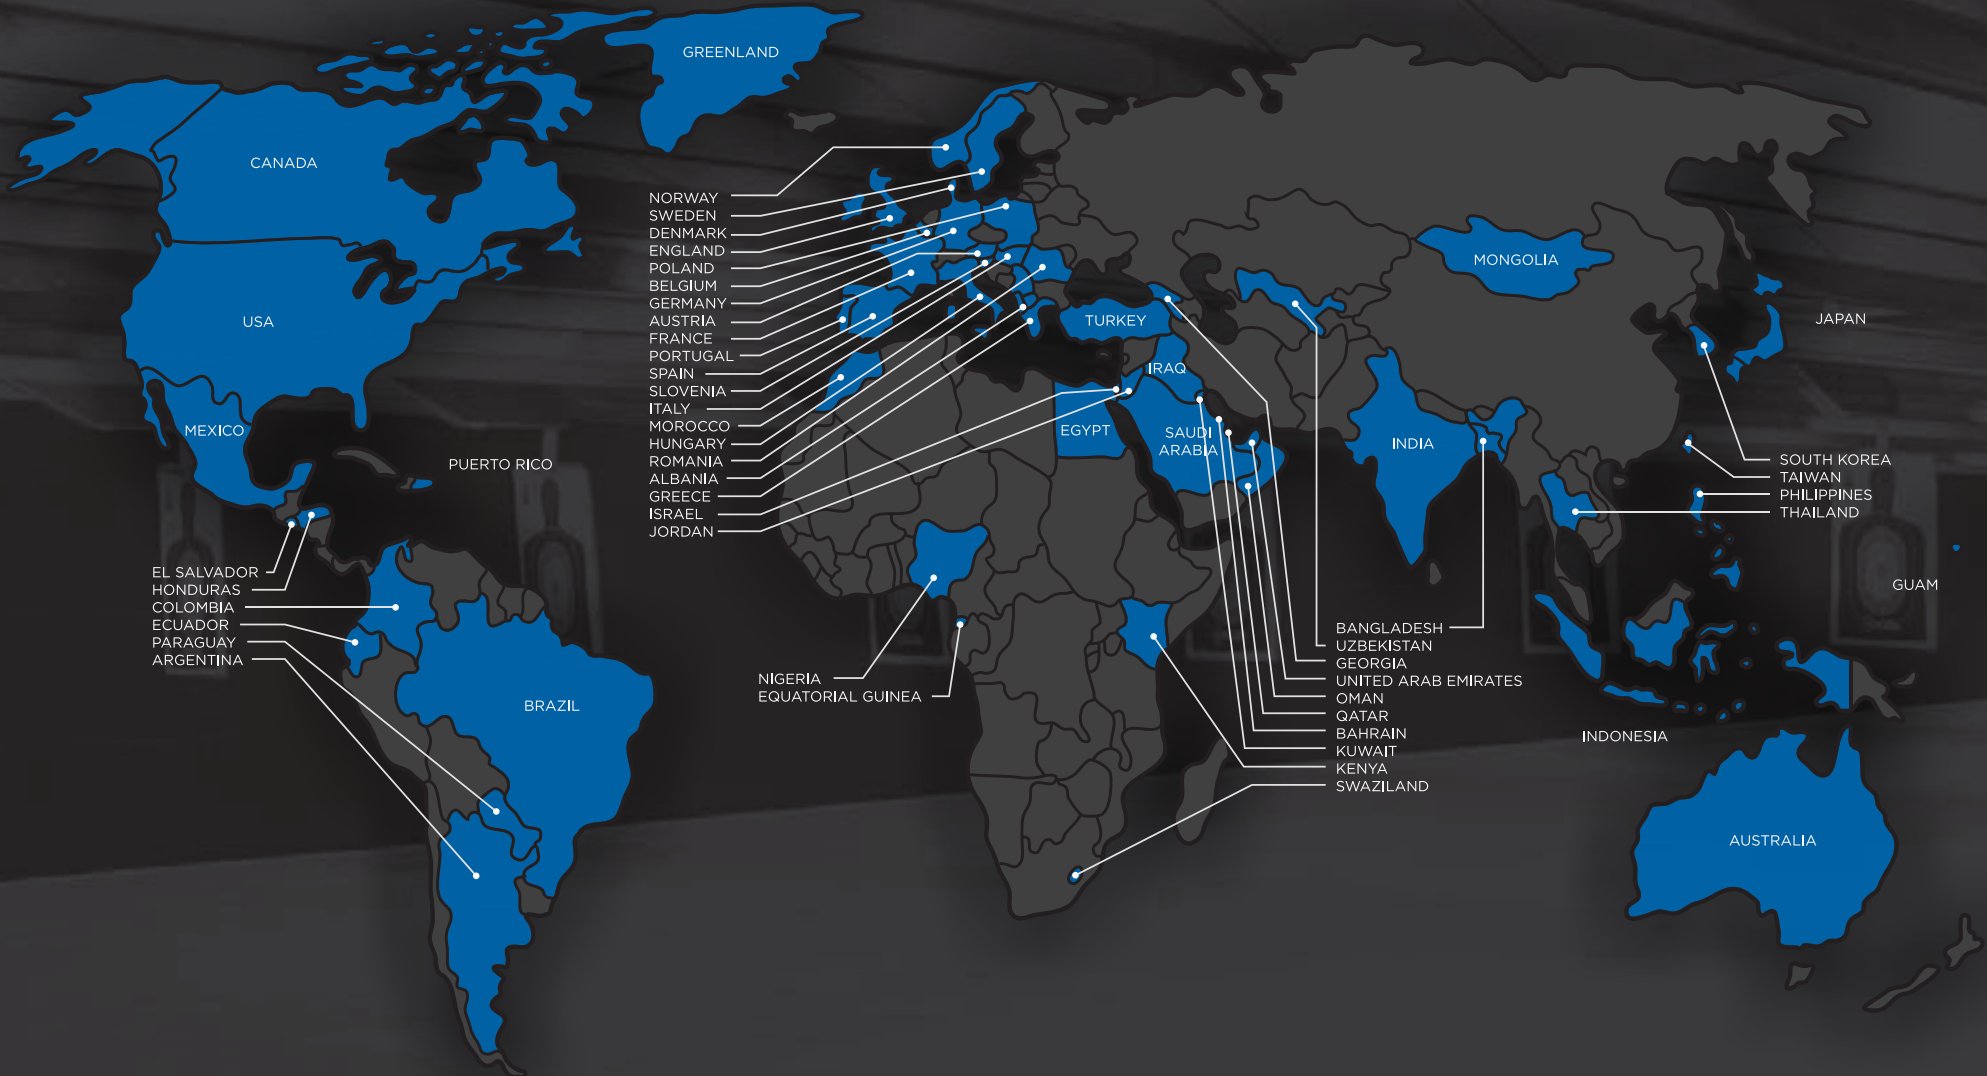 GREENLAND
CANADA
USA
MEXICO
PUERTO RICO
EL SALVADOR
HONDURAS
COLOMBIA
ECUADOR
PARAGUAY
ARGENTINA
BRAZIL
NORWAY
SWEDEN
DENMARK
ENGLAND
POLAND
BELGIUM
GERMANY
AUSTRIA
FRANCE
PORTUGAL
SPAIN
SLOVENIA
ITALY
MOROCCO
HUNGARY
ROMANIA
ALBANIA
GREECE
ISRAEL
JORDAN
NIGERIA
EQUATORIAL GUINEA
TURKEY
IRAQ
EGYPT
SAUDI
ARABIA
MONGOLIA
INDIA
JAPAN
SOUTH KOREA
TAIWAN
PHILIPPINES
THAILAND
GUAM
BANGLADESH
UZBEKISTAN
GEORGIA
UNITED ARAB EMIRATES
OMAN
QATAR
BAHRAIN
KUWAIT
KENYA
SWAZILAND
INDONESIA
AUSTRALIA